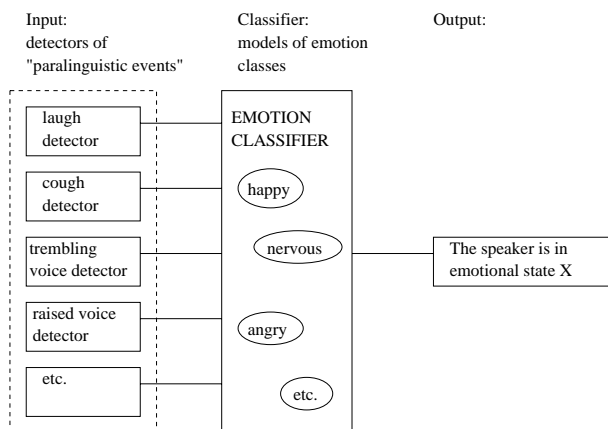 Input:
detectors of
"paralinguistic events"
Classifier:
models of emotion
classes
Output:
laugh
detector
cough
detector
trembling
voice detector
raised voice
detector
etc.
EMOTION
CLASSIFIER
happy
nervous
angry
etc.
The speaker is in
emotional state X